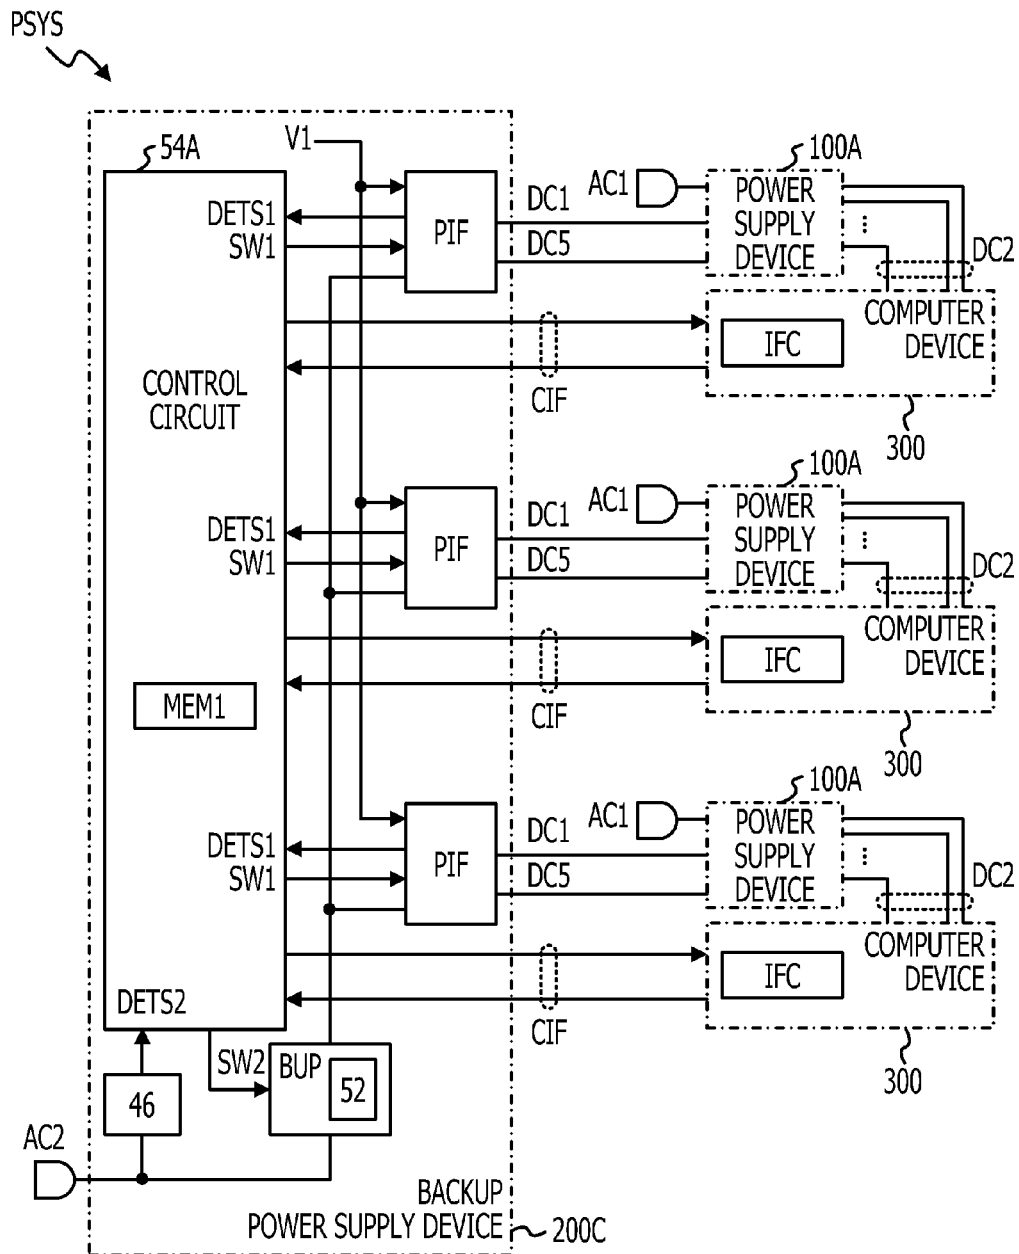 PSYS
54A
V1
100A
AC1
POWER
SUPPLY
DEVICE
DETS1
SW1
PIF
DC1
DC5
DC2
COMPUTER
DEVICE
IFC
CIF
300
CONTROL
CIRCUIT
100A
AC1
POWER
SUPPLY
DEVICE
DETS1
SW1
PIF
DC1
DC5
DC2
COMPUTER
DEVICE
IFC
CIF
300
MEM1
100A
AC1
POWER
SUPPLY
DEVICE
DETS1
SW1
PIF
DC1
DC5
DC2
COMPUTER
DEVICE
IFC
CIF
300
DETS2
SW2
BUP
52
46
AC2
BACKUP
POWER SUPPLY DEVICE
200C